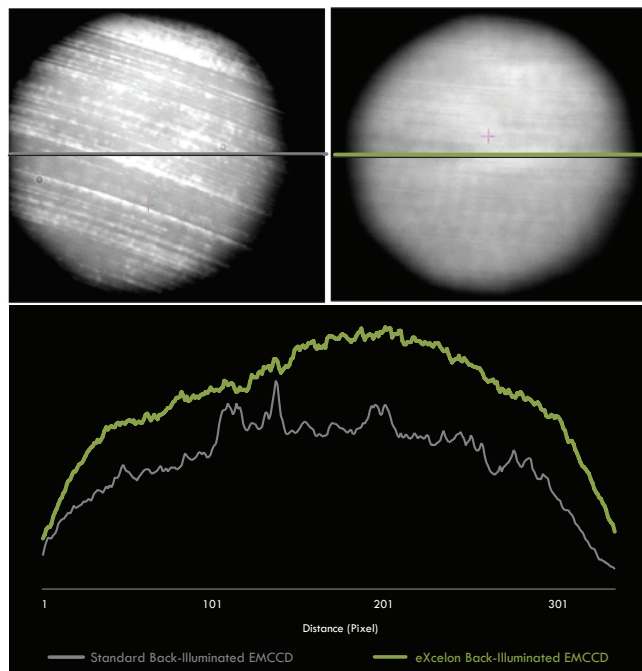 1 101 201 301
Distance (Pixel)
Standard Back-Illuminated EMCCD eXcelon Back-Illuminated EMCCD